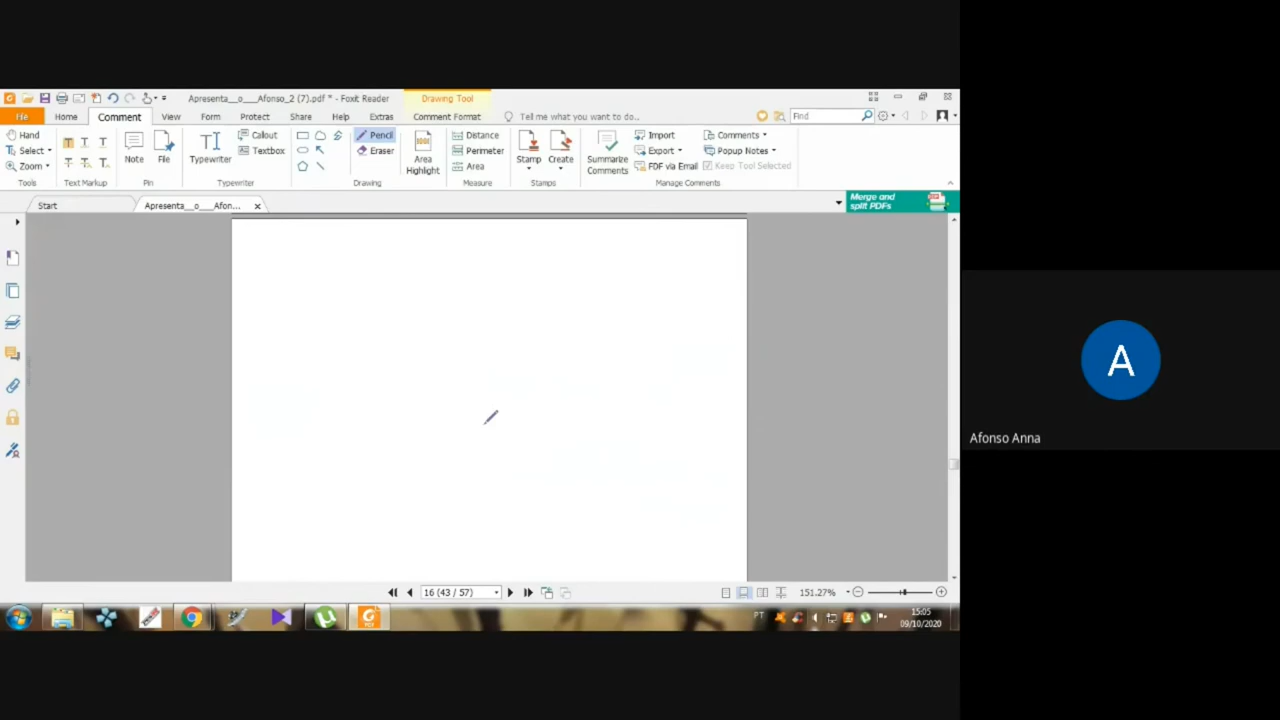 Apresenta__o___Afonso_2 (7).pdf * - Foxit Reader
Drawing Tool
File Home Comment View Form Protect Share Help Extras Comment Format Tell me what you want to do.. Find
Hand
Select
Zoom
Tools
Text Markup
Note
File
Pin
Typewriter
Callout
Textbox
Typewriter
Pencil
Eraser
Drawing
Area
Highlight
Distance
Perimeter
Area
Measure
Stamp
Create
Stamps
Summarize
Comments
Import
Export
FDF via Email
Comments
Popup Notes
Keep Tool Selected
Manage Comments
Start
Apresenta__o___Afon...
Merge and
split PDFs
A
Afonso Anna
16 (43 / 57)
151.27%
PT
15:05
09/10/2020